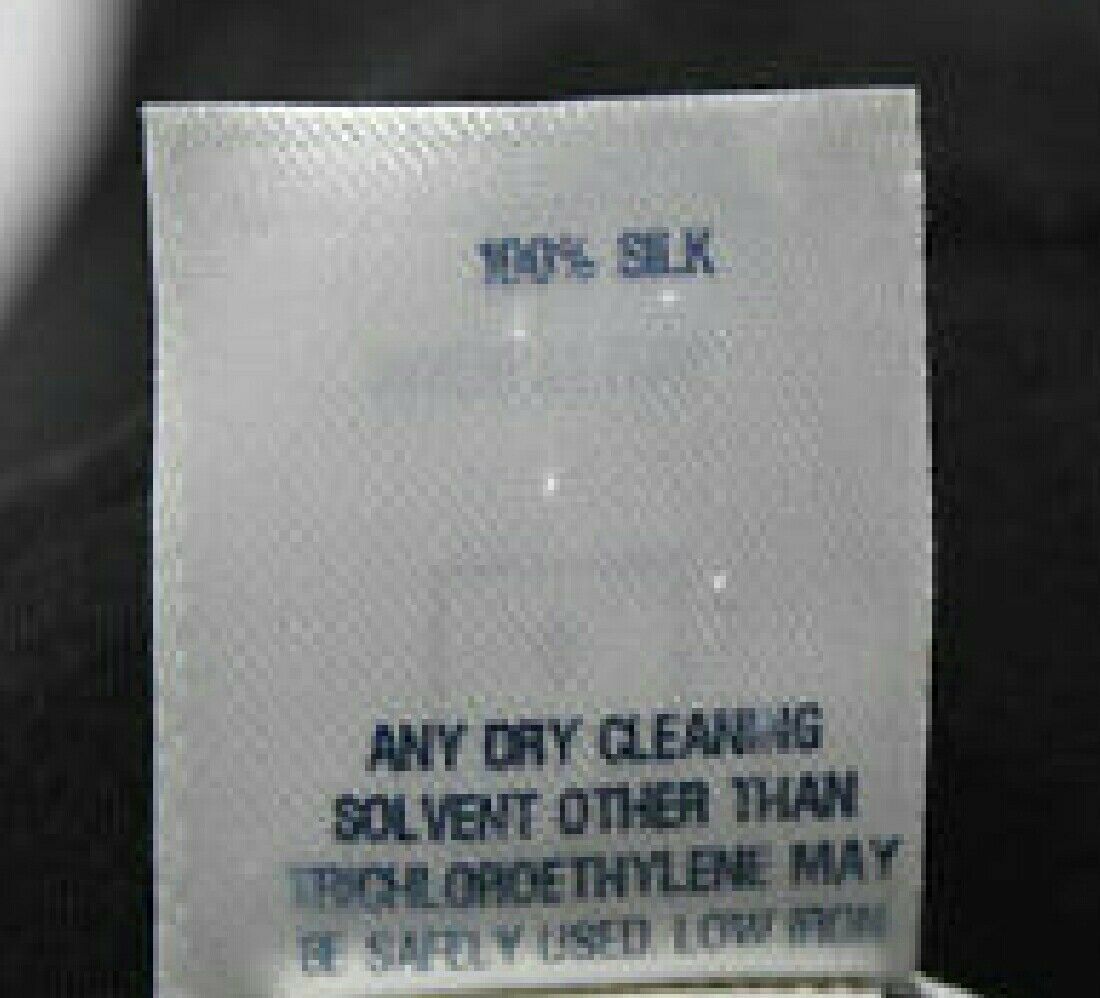 100% SILK
ANY DRY CLEANING
SOLVENT OTHER THAN
TRICHLOROETHYLENE MAY
BE SAFELY USED LOW IRON